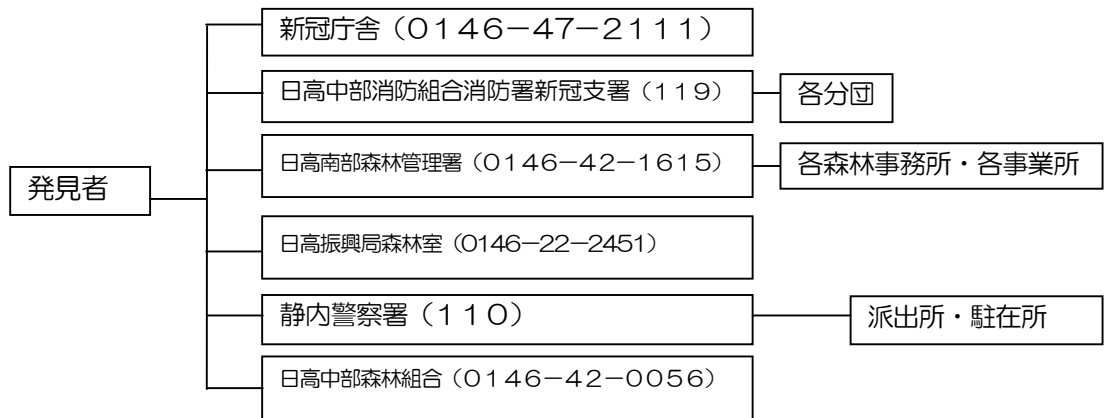 新冠庁舎（０１４６－４７－２１１１）
日高中部消防組合消防署新冠支署（１１９）
各分団
日高南部森林管理署（０１４６－４２－１６１５）
各森林事務所・各事業所
発見者
日高振興局森林室（0146－22－2451）
静内警察署（１１０）
派出所・駐在所
日高中部森林組合（０１４６－４２－００５６）